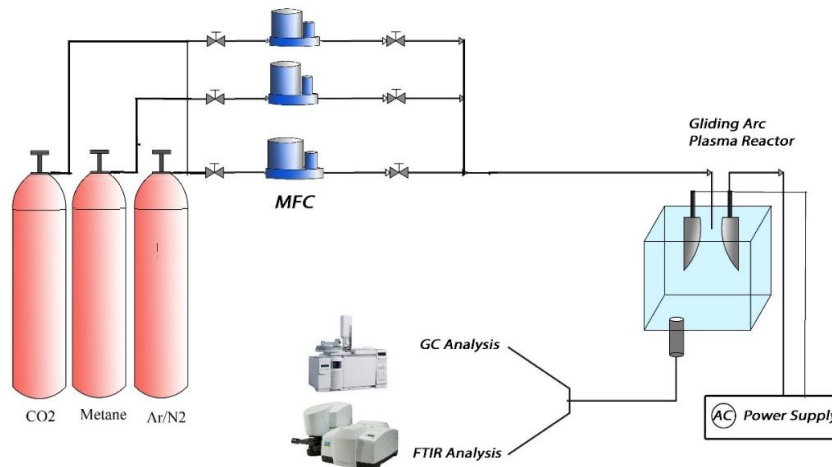 Gliding Arc
Plasma Reactor
MFC
GC Analysis
FTIR Analysis
CO2
Metane
Ar/N2
AC
Power Supply